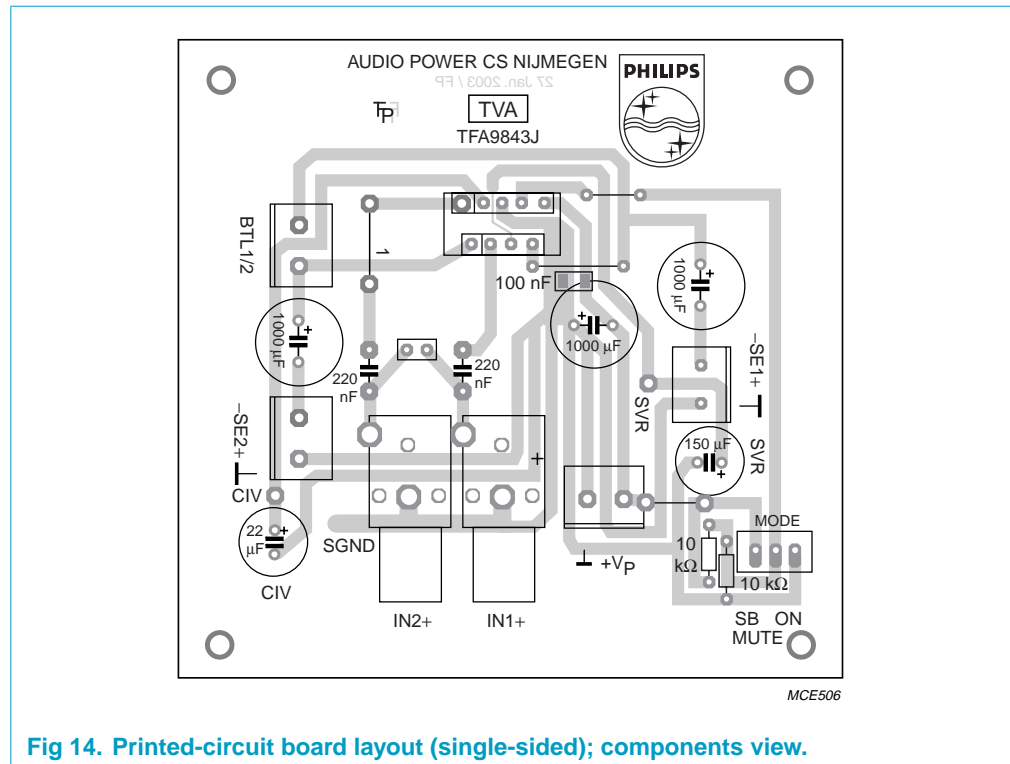 AUDIO POWER CS NIJMEGEN
PHILIPS
27 Jan. 2003 / FP
TVA
TFA9843J
BTL1/2
1
100 nF
1000 µF
1000 µF
1000 µF
220 nF
220 nF
−SE1+
−SE2+
SVR
150 µF
SVR
CIV
22 µF
CIV
SGND
+
+VP
10 kΩ
10 kΩ
MODE
SB ON
MUTE
IN2+
IN1+
MCE506
Fig 14. Printed-circuit board layout (single-sided); components view.